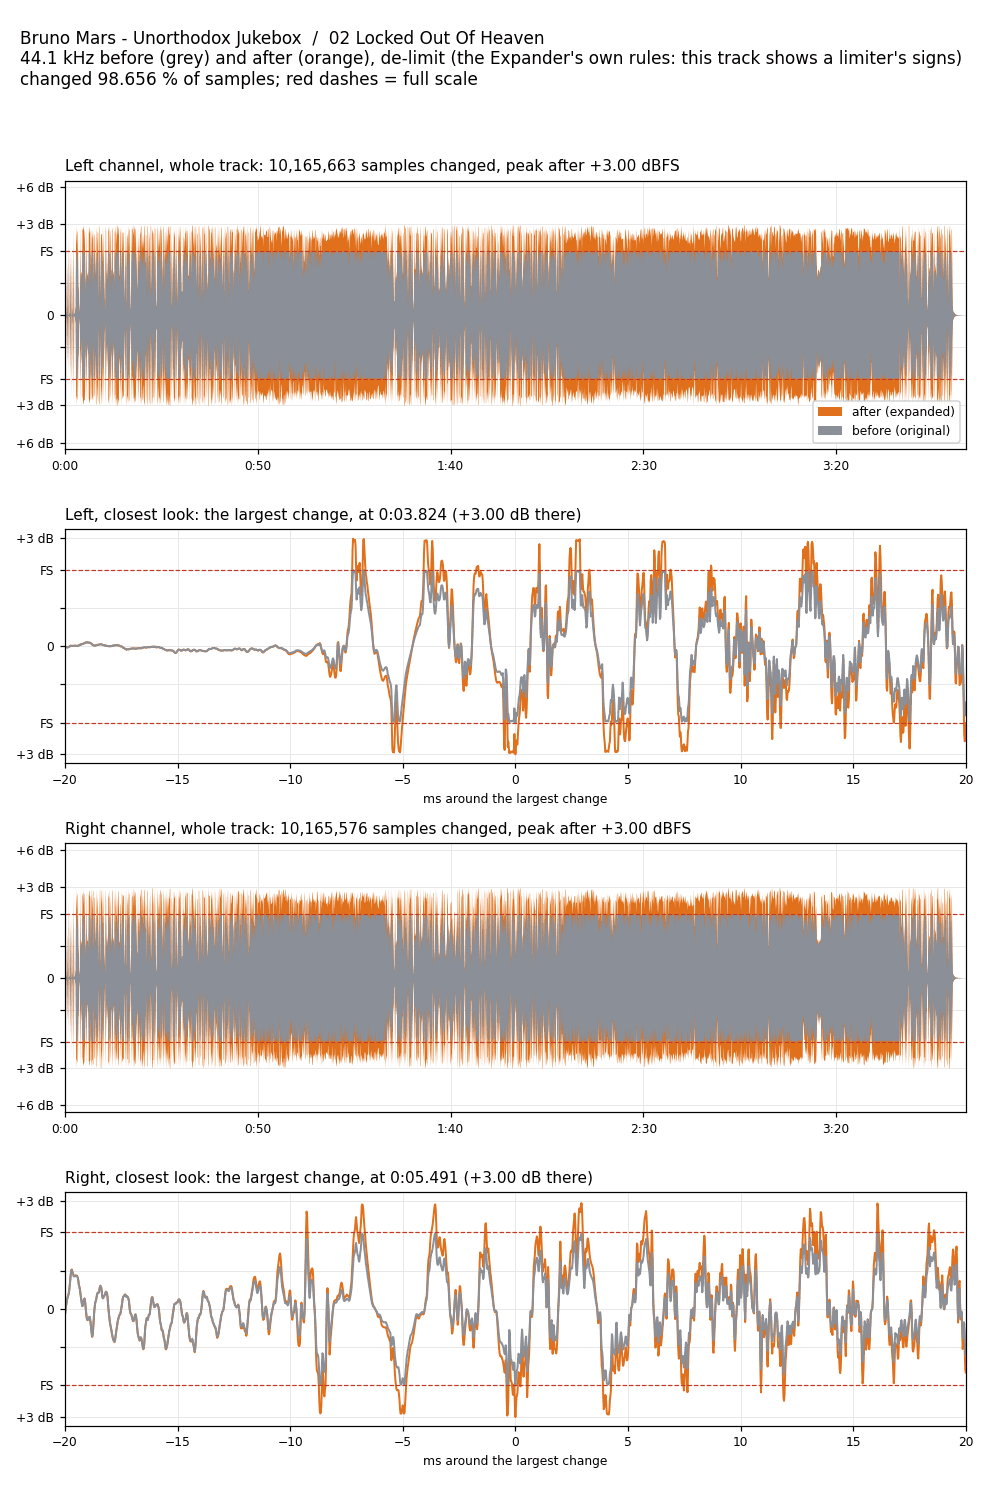 Bruno Mars - Unorthodox Jukebox  /  02 Locked Out Of Heaven
44.1 kHz before (grey) and after (orange), de-limit (the Expander's own rules: this track shows a limiter's signs)
changed 98.656 % of samples; red dashes = full scale
Left channel, whole track: 10,165,663 samples changed, peak after +3.00 dBFS
+6 dB
+3 dB
FS
0
FS
+3 dB
+6 dB
after (expanded)
before (original)
0:00 0:50 1:40 2:30 3:20
Left, closest look: the largest change, at 0:03.824 (+3.00 dB there)
+3 dB
FS
0
FS
+3 dB
−20 −15 −10 −5 0 5 10 15 20
ms around the largest change
Right channel, whole track: 10,165,576 samples changed, peak after +3.00 dBFS
+6 dB
+3 dB
FS
0
FS
+3 dB
+6 dB
0:00 0:50 1:40 2:30 3:20
Right, closest look: the largest change, at 0:05.491 (+3.00 dB there)
+3 dB
FS
0
FS
+3 dB
−20 −15 −10 −5 0 5 10 15 20
ms around the largest change